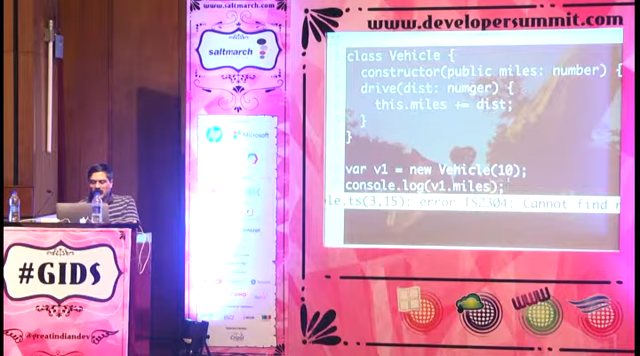 www.saltmarch.com
saltmarch
www.developersummit.com
class Vehicle {
constructor(public miles: number) {
drive(dist: numger) {
this.miles += dist;
}
}
var v1 = new Vehicle(10);
console.log(v1.miles);
le.ts(3,15): error TS2304: Cannot find
hp
Microsoft
#GIDS
@greatindiandev